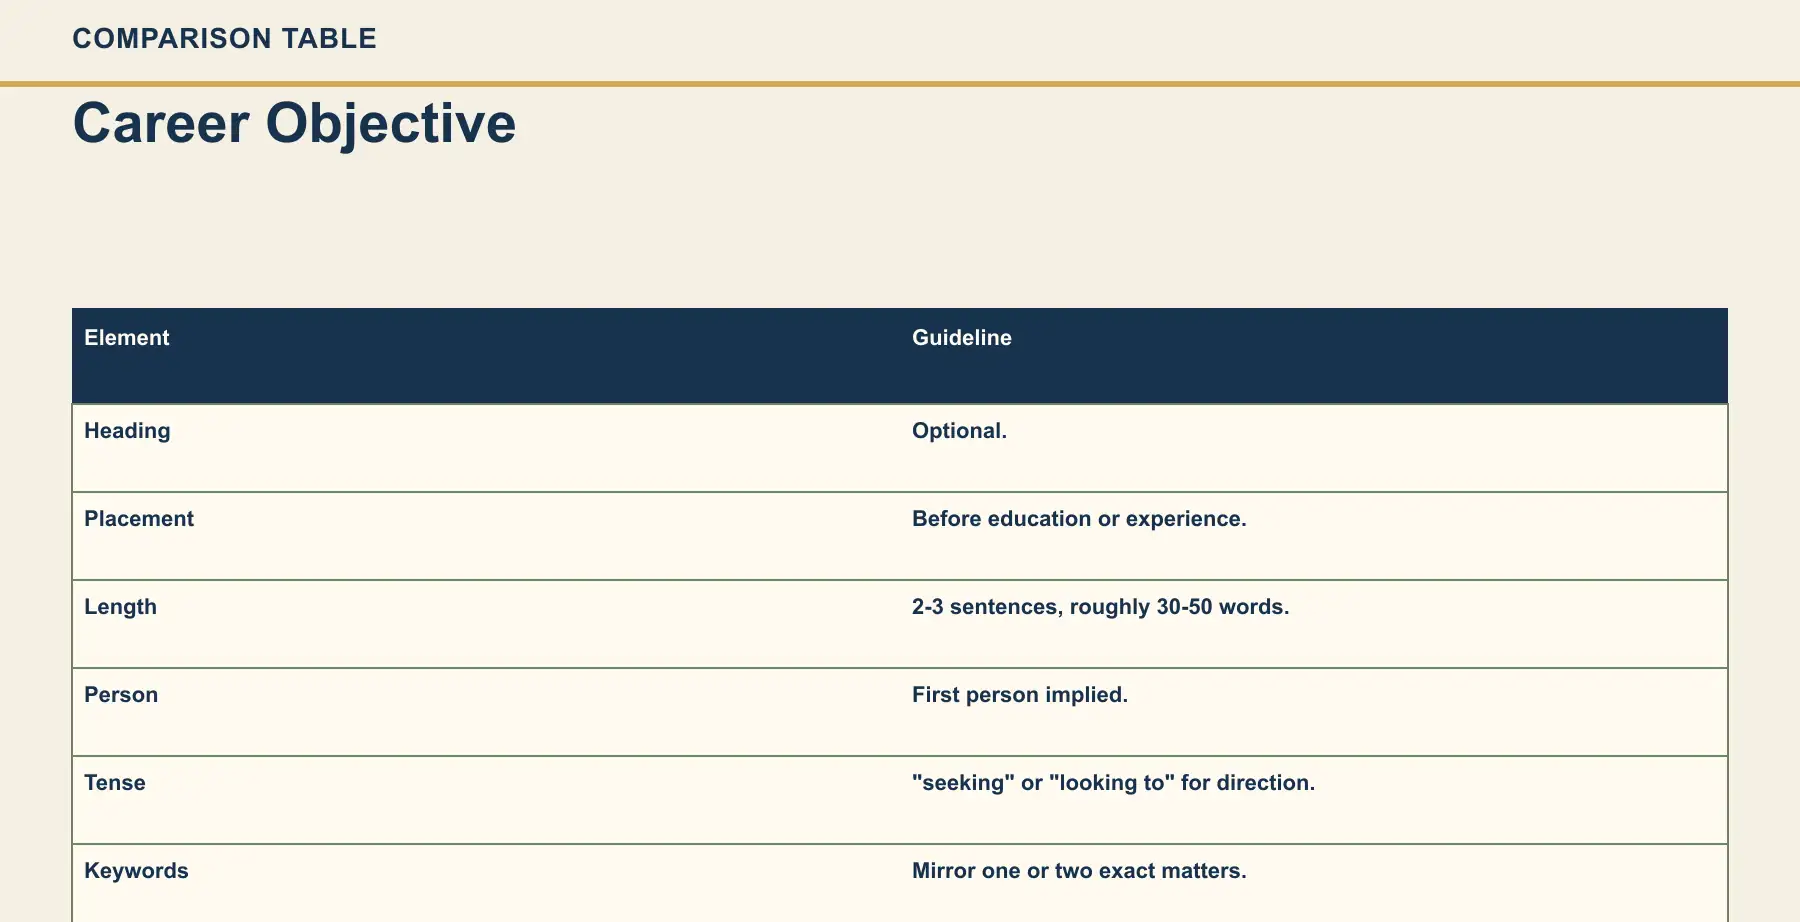 COMPARISON TABLE
Career Objective
Element Guideline
Heading Optional.
Placement Before education or experience.
Length 2-3 sentences, roughly 30-50 words.
Person First person implied.
Tense "seeking" or "looking to" for direction.
Keywords Mirror one or two exact matters.